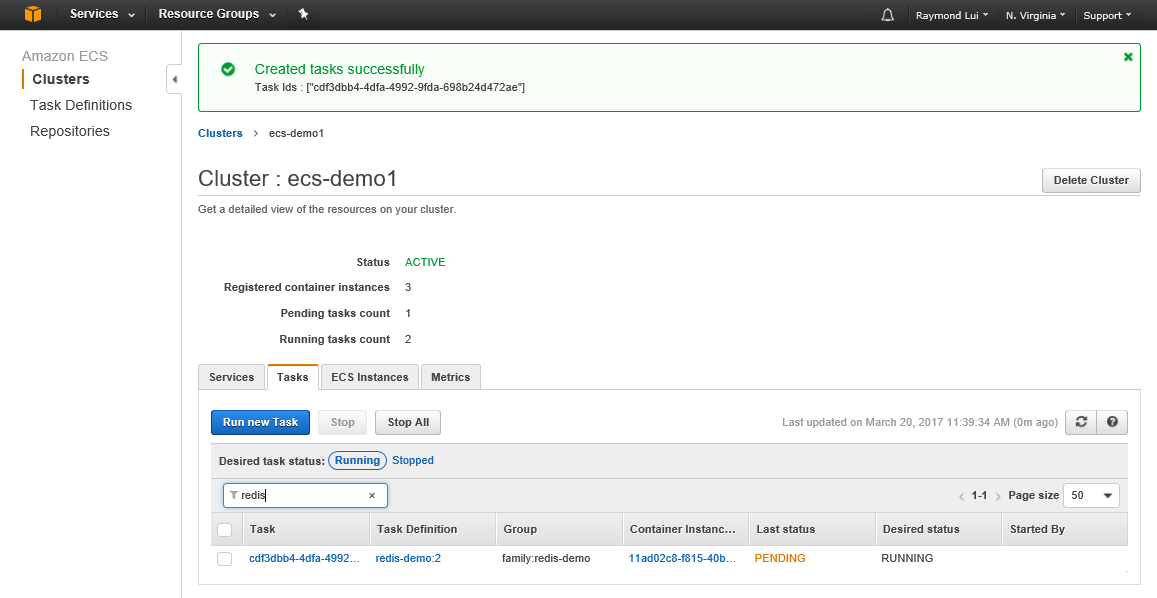 Services Resource Groups Raymond Lui N. Virginia Support
Amazon ECS
Clusters
Task Definitions
Repositories
Created tasks successfully
Task Ids : ["cdf3dbb4-4dfa-4992-9fda-698b24d472ae"]
Clusters > ecs-demo1
Cluster : ecs-demo1
Delete Cluster
Get a detailed view of the resources on your cluster.
Status ACTIVE
Registered container instances 3
Pending tasks count 1
Running tasks count 2
Services Tasks ECS Instances Metrics
Run new Task Stop Stop All Last updated on March 20, 2017 11:39:34 AM (0m ago)
Desired task status: Running Stopped
redis × < 1-1 > Page size 50
Task Task Definition Group Container Instanc... Last status Desired status Started By
cdf3dbb4-4dfa-4992... redis-demo:2 family:redis-demo 11ad02c8-f815-40b... PENDING RUNNING